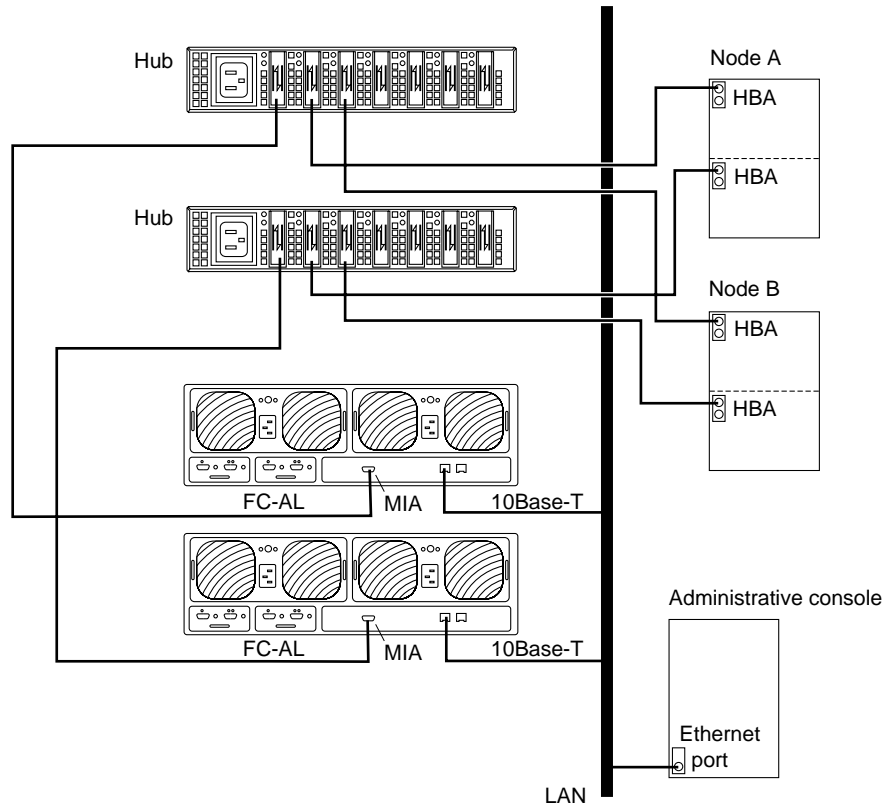 Hub
Node A
HBA
HBA
Hub
Node B
HBA
HBA
FC-AL
MIA
10Base-T
FC-AL
MIA
10Base-T
Administrative console
Ethernet
port
LAN